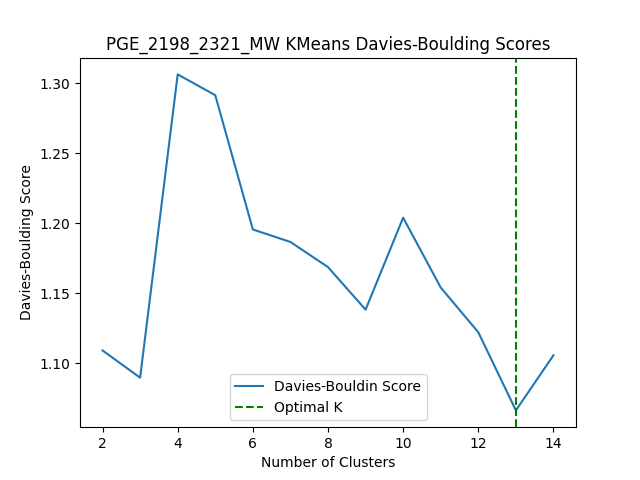 PGE_2198_2321_MW KMeans Davies-Boulding Scores
Davies-Boulding Score
1.30
1.25
1.20
1.15
1.10
Davies-Bouldin Score
Optimal K
2 4 6 8 10 12 14
Number of Clusters